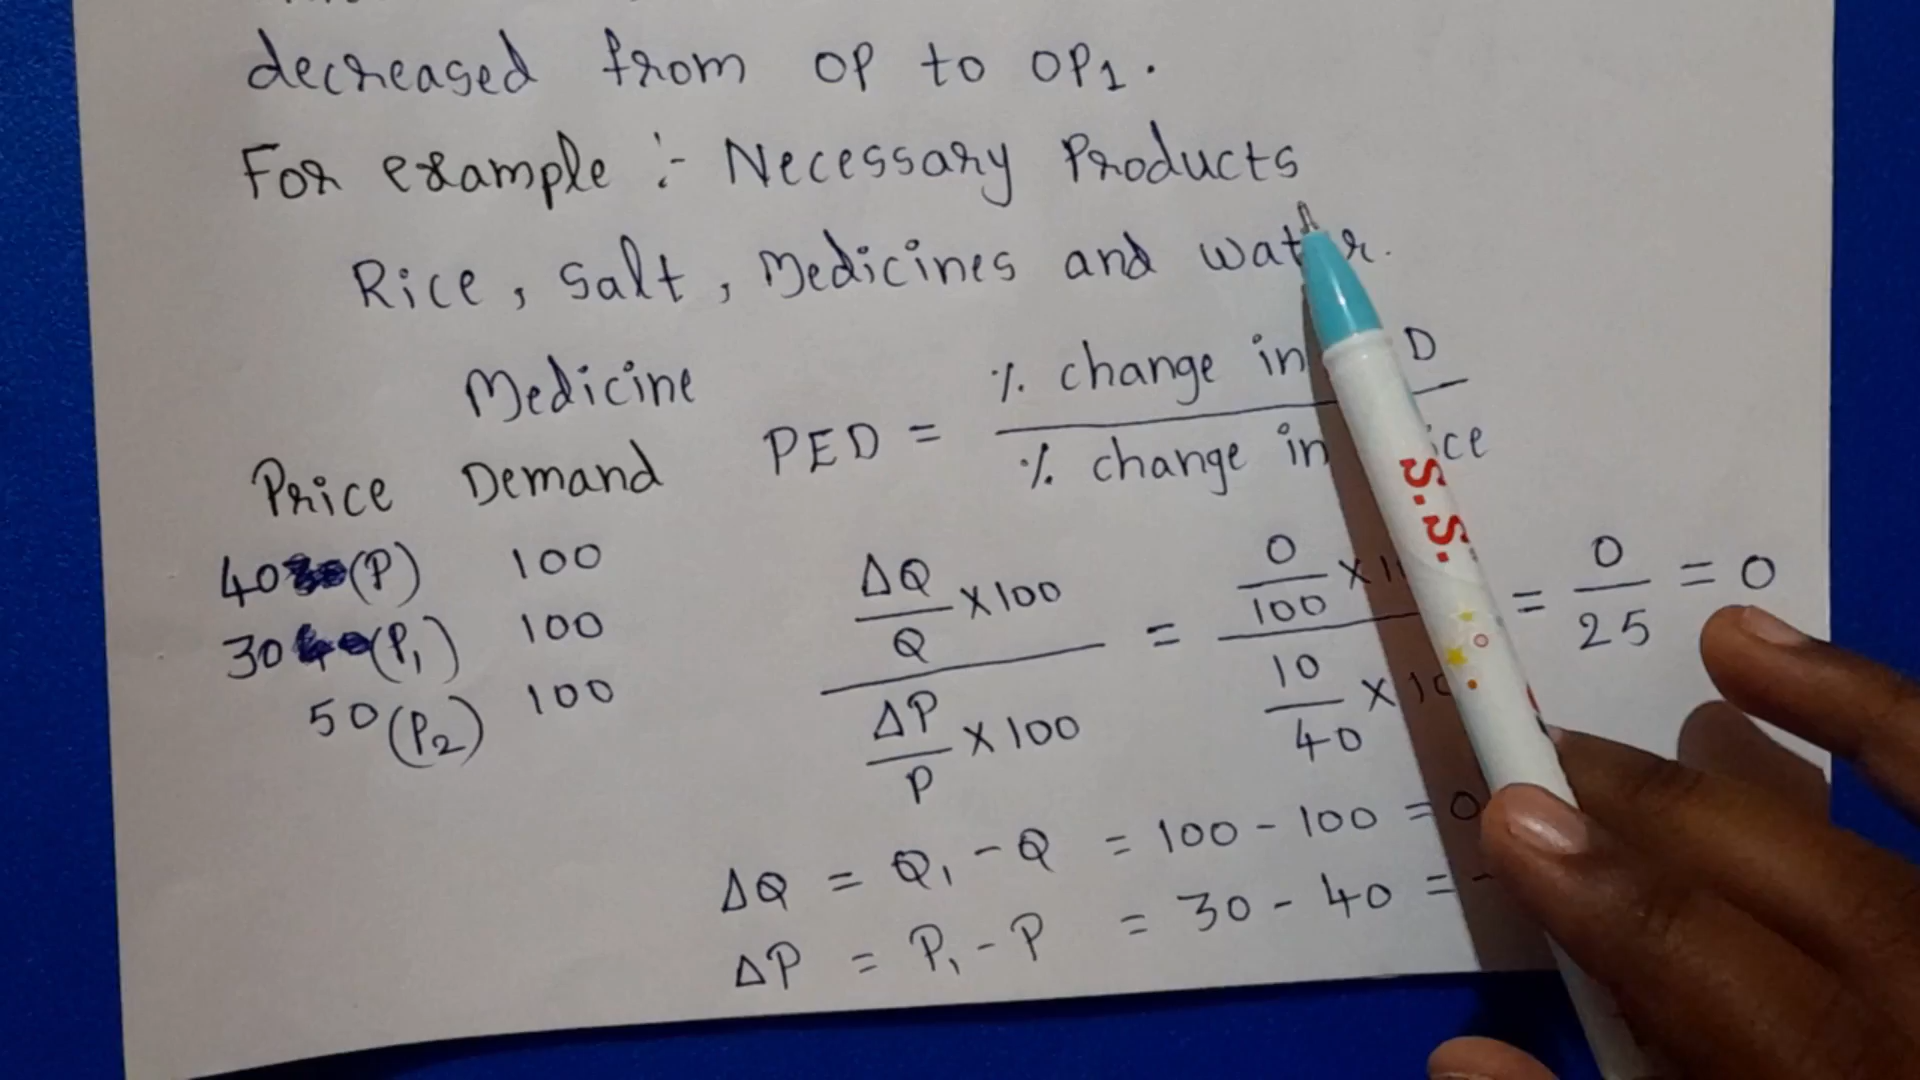 decreased from OP to OP1.
For example :- Necessary Products
Rice, Salt, Medicines and water.
Medicine
Price Demand
40 (P) 100
30 (P1) 100
50 (P2) 100
PED = % change in D / % change in
ΔQ/Q × 100 / ΔP/P × 100 = 0/100 × / 10/40 × = 0/25 = 0
ΔQ = Q1 - Q = 100 - 100 = 0
ΔP = P1 - P = 30 - 40 = -
S.S.